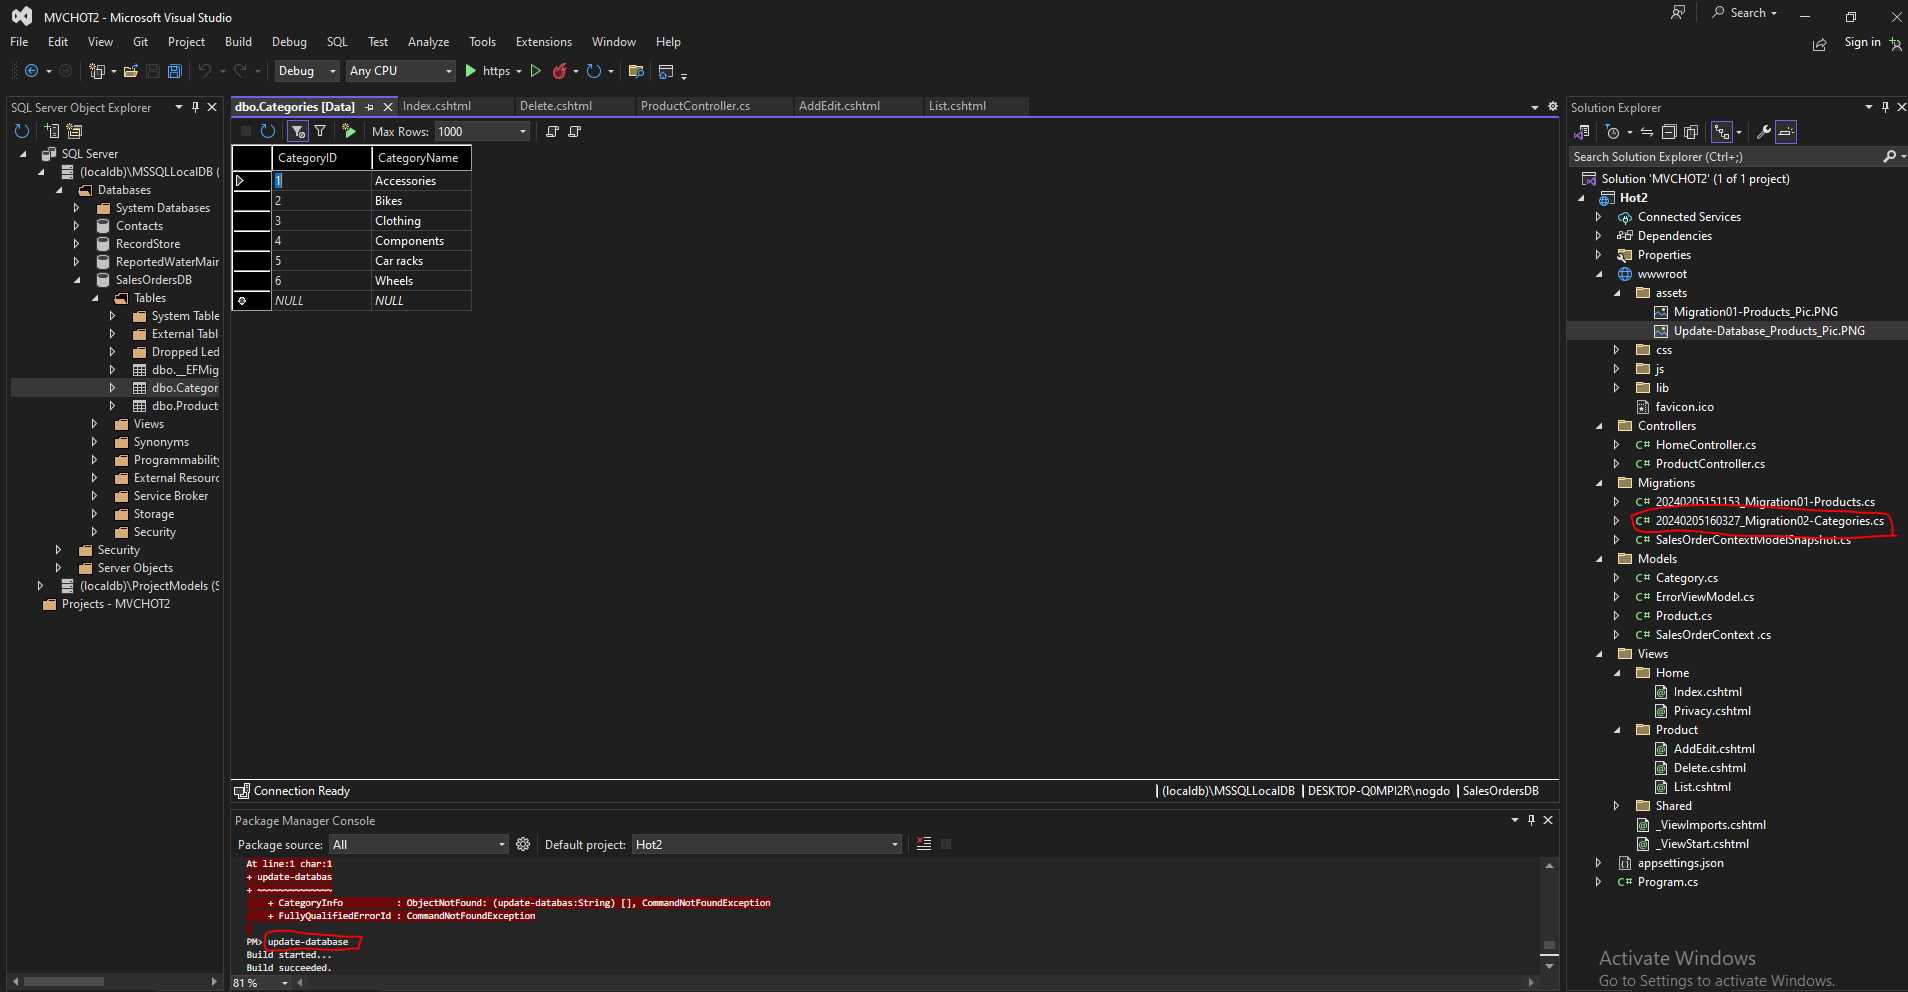 MVCHOT2 - Microsoft Visual Studio
Search
File Edit View Git Project Build Debug SQL Test Analyze Tools Extensions Window Help
Sign in
Debug Any CPU https
SQL Server Object Explorer
SQL Server
(localdb)\MSSQLLocalDB (
Databases
System Databases
Contacts
RecordStore
ReportedWaterMair
SalesOrdersDB
Tables
System Table
External Tabl
Dropped Led
dbo.__EFMig
dbo.Categor
dbo.Product
Views
Synonyms
Programmability
External Resourc
Service Broker
Storage
Security
Security
Server Objects
(localdb)\ProjectModels (S
Projects - MVCHOT2
dbo.Categories [Data] Index.cshtml Delete.cshtml ProductController.cs AddEdit.cshtml List.cshtml
Max Rows: 1000
CategoryID CategoryName
1 Accessories
2 Bikes
3 Clothing
4 Components
5 Car racks
6 Wheels
NULL NULL
Connection Ready
(localdb)\MSSQLLocalDB DESKTOP-Q0MPI2R\nogdo SalesOrdersDB
Package Manager Console
Package source: All Default project: Hot2
At line:1 char:1
+ update-databas
+ ~~~~~~~~~~~~~~
+ CategoryInfo : ObjectNotFound: (update-databas:String) [], CommandNotFoundException
+ FullyQualifiedErrorId : CommandNotFoundException
PM> update-database
Build started...
Build succeeded.
81 %
Solution Explorer
Search Solution Explorer (Ctrl+;)
Solution 'MVCHOT2' (1 of 1 project)
Hot2
Connected Services
Dependencies
Properties
wwwroot
assets
Migration01-Products_Pic.PNG
Update-Database_Products_Pic.PNG
css
js
lib
favicon.ico
Controllers
C# HomeController.cs
C# ProductController.cs
Migrations
C# 20240205151153_Migration01-Products.cs
C# 20240205160327_Migration02-Categories.cs
C# SalesOrderContextModelSnapshot.cs
Models
C# Category.cs
C# ErrorViewModel.cs
C# Product.cs
C# SalesOrderContext .cs
Views
Home
Index.cshtml
Privacy.cshtml
Product
AddEdit.cshtml
Delete.cshtml
List.cshtml
Shared
_ViewImports.cshtml
_ViewStart.cshtml
appsettings.json
C# Program.cs
Activate Windows
Go to Settings to activate Windows.